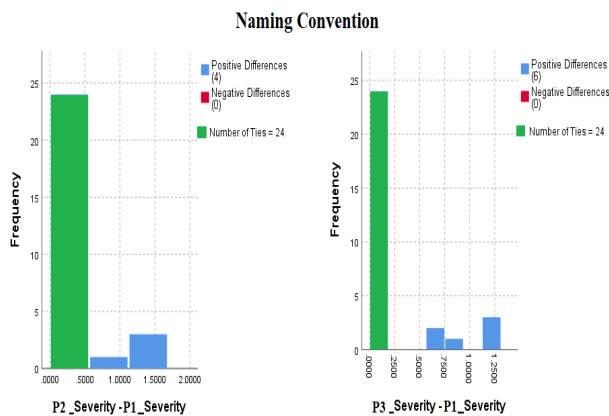 Naming Convention
Positive Differences
(4)
Negative Differences
(0)
Number of Ties = 24
Frequency
25
20
15
10
5
0
.0000 .5000 1.0000 1.5000 2.0000
P2 _Severity -P1_Severity
Positive Differences
(6)
Negative Differences
(0)
Number of Ties = 24
Frequency
25
20
15
10
5
0
.0000 .2500 .5000 .7500 1.0000 1.2500
P3 _Severity -P1_Severity